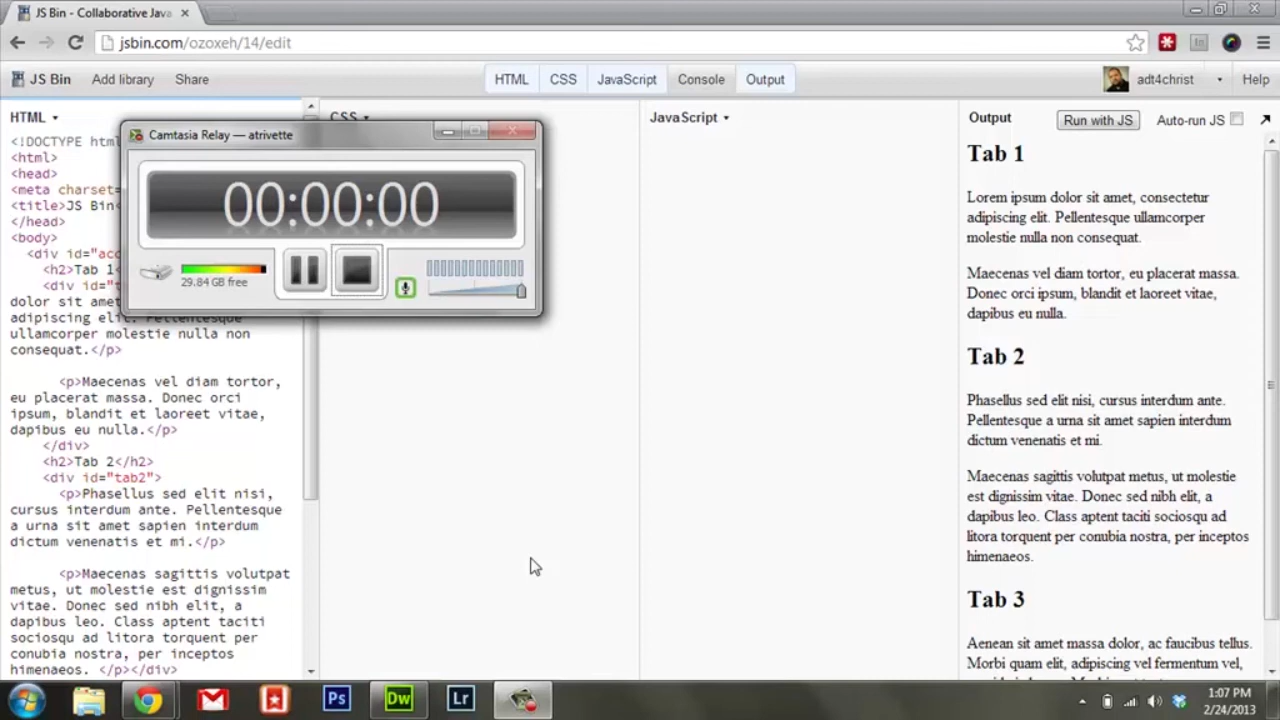 JS Bin - Collaborative Java
jsbin.com/ozoxeh/14/edit
JS Bin
Add library
Share
HTML
CSS
JavaScript
Console
Output
adt4christ
Help
HTML
CSS
JavaScript
Output
Run with JS
Auto-run JS
<!DOCTYPE html
<html>
<head>
<meta charset=
<title>JS Bin<
</head>
<body>
<div id="acc
<h2>Tab 1<
<div id="t
dolor sit am
adipiscing elit. Pellentesque
ullamcorper molestie nulla non
consequat.</p>
<p>Maecenas vel diam tortor,
eu placerat massa. Donec orci
ipsum, blandit et laoreet vitae,
dapibus eu nulla.</p>
</div>
<h2>Tab 2</h2>
<div id="tab2">
<p>Phasellus sed elit nisi,
cursus interdum ante. Pellentesque
a urna sit amet sapien interdum
dictum venenatis et mi.</p>
<p>Maecenas sagittis volutpat
metus, ut molestie est dignissim
vitae. Donec sed nibh elit, a
dapibus leo. Class aptent taciti
sociosqu ad litora torquent per
conubia nostra, per inceptos
himenaeos. </p></div>
Camtasia Relay — atrivette
00:00:00
29.84 GB free
Tab 1
Lorem ipsum dolor sit amet, consectetur
adipiscing elit. Pellentesque ullamcorper
molestie nulla non consequat.
Maecenas vel diam tortor, eu placerat massa.
Donec orci ipsum, blandit et laoreet vitae,
dapibus eu nulla.
Tab 2
Phasellus sed elit nisi, cursus interdum ante.
Pellentesque a urna sit amet sapien interdum
dictum venenatis et mi.
Maecenas sagittis volutpat metus, ut molestie
est dignissim vitae. Donec sed nibh elit, a
dapibus leo. Class aptent taciti sociosqu ad
litora torquent per conubia nostra, per inceptos
himenaeos.
Tab 3
Aenean sit amet massa dolor, ac faucibus tellus.
Morbi quam elit, adipiscing vel fermentum vel,
Ps
Dw
Lr
1:07 PM
2/24/2013